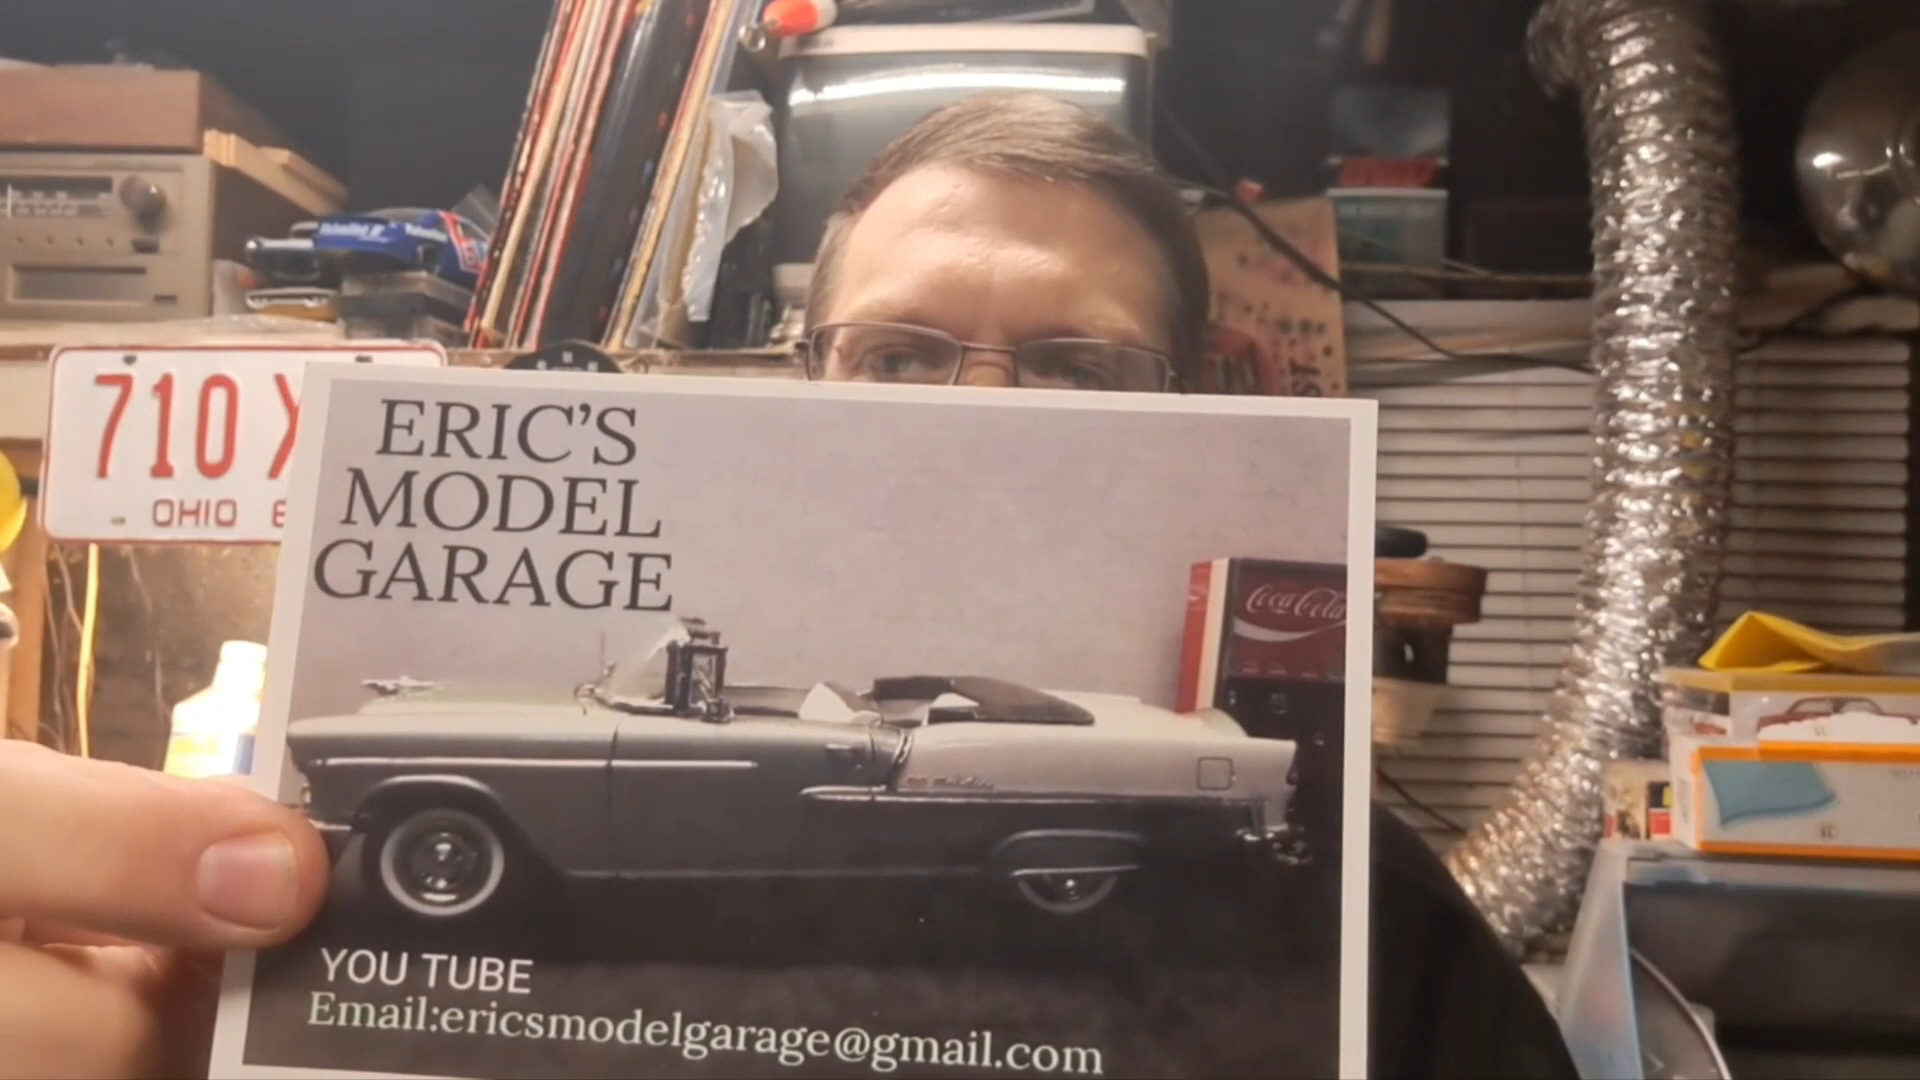 710 X
OHIO
ERIC'S
MODEL
GARAGE
Coca-Cola
YOU TUBE
Email:ericsmodelgarage@gmail.com